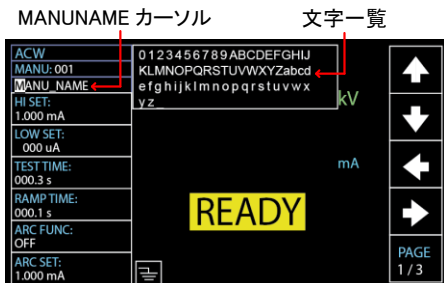 MANUNAME カーソル
文字一覧
ACW
MANU: 001
MANU_NAME
HI SET:
1.000 mA
LOW SET:
000 uA
TEST TIME:
000.3 s
RAMP TIME:
000.1 s
ARC FUNC:
OFF
ARC SET:
1.000 mA
0123456789ABCDEFGHIJ
KLMNOPQRSTUVWXYZabcd
efghijklmnopqrstuvwx
yz_
kV
mA
READY
PAGE
1 / 3